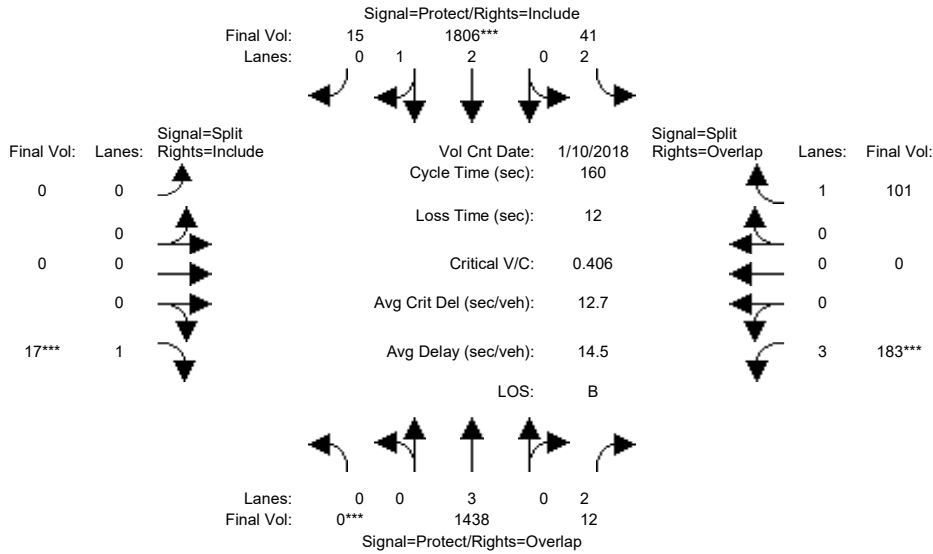 Signal=Protect/Rights=Include
Final Vol: 15 1806*** 41
Lanes: 0 1 2 0 2
Signal=Split Signal=Split
Final Vol: Lanes: Rights=Include Vol Cnt Date: 1/10/2018 Rights=Overlap Lanes: Final Vol:
Cycle Time (sec): 160
0 0 1 101
Loss Time (sec): 12
0 0
0 0 Critical V/C: 0.406 0 0
0 Avg Crit Del (sec/veh): 12.7 0
17*** 1 Avg Delay (sec/veh): 14.5 3 183***
LOS: B
Lanes: 0 0 3 0 2
Final Vol: 0*** 1438 12
Signal=Protect/Rights=Overlap